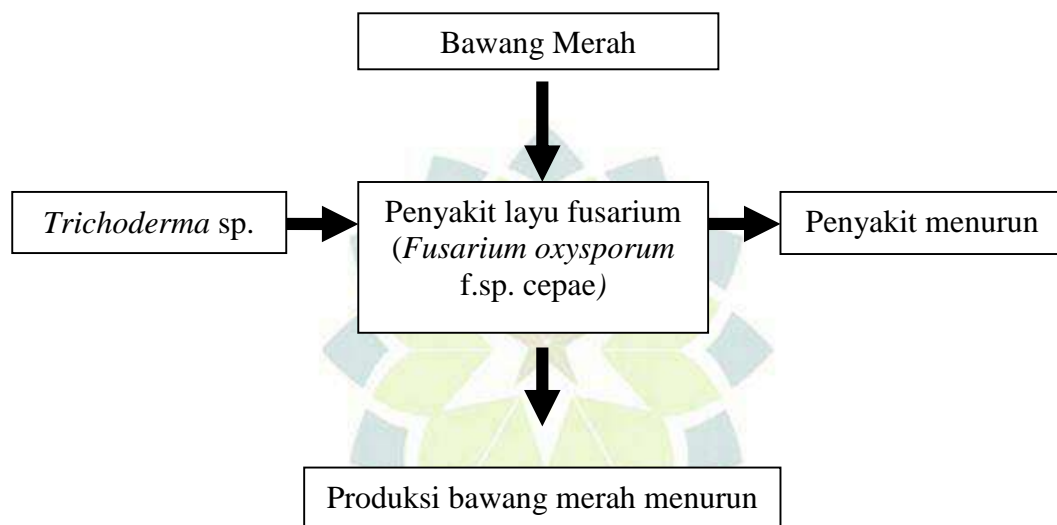 Bawang Merah
Trichoderma sp.
Penyakit layu fusarium
(Fusarium oxysporum
f.sp. cepae)
Penyakit menurun
Produksi bawang merah menurun